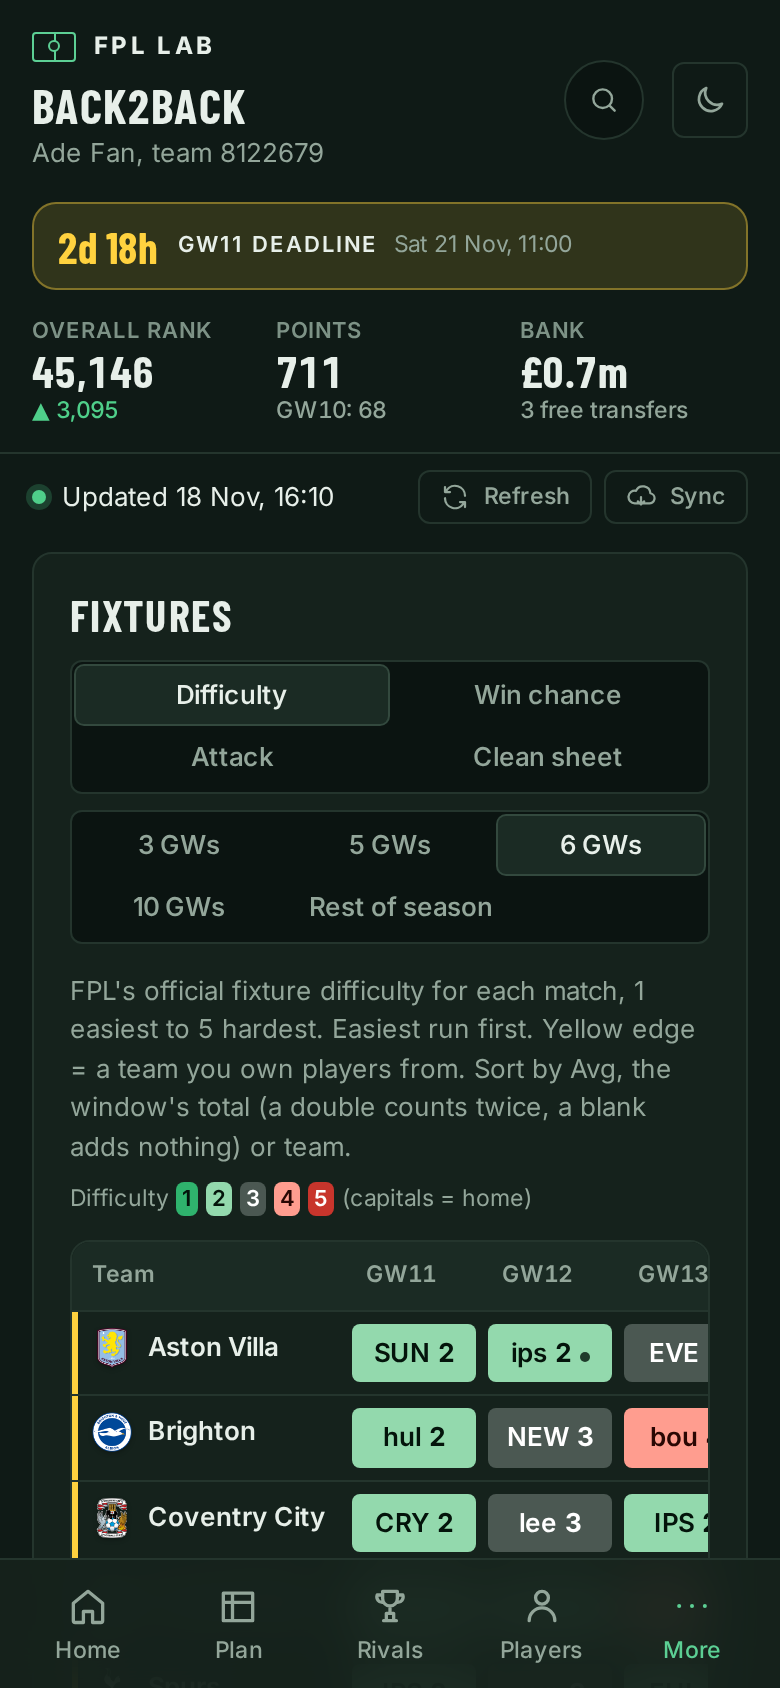 FPL LAB
BACK2BACK
Ade Fan, team 8122679
2d 18h GW11 DEADLINE Sat 21 Nov, 11:00
OVERALL RANK POINTS BANK
45,146 711 £0.7m
▲ 3,095 GW10: 68 3 free transfers
Updated 18 Nov, 16:10 Refresh Sync
FIXTURES
Difficulty Win chance
Attack Clean sheet
3 GWs 5 GWs 6 GWs
10 GWs Rest of season
FPL's official fixture difficulty for each match, 1
easiest to 5 hardest. Easiest run first. Yellow edge
= a team you own players from. Sort by Avg, the
window's total (a double counts twice, a blank
adds nothing) or team.
Difficulty 1 2 3 4 5 (capitals = home)
Team GW11 GW12 GW13
Aston Villa SUN 2 ips 2 EVE
Brighton hul 2 NEW 3 bou
Coventry City CRY 2 lee 3 IPS 2
Home Plan Rivals Players More